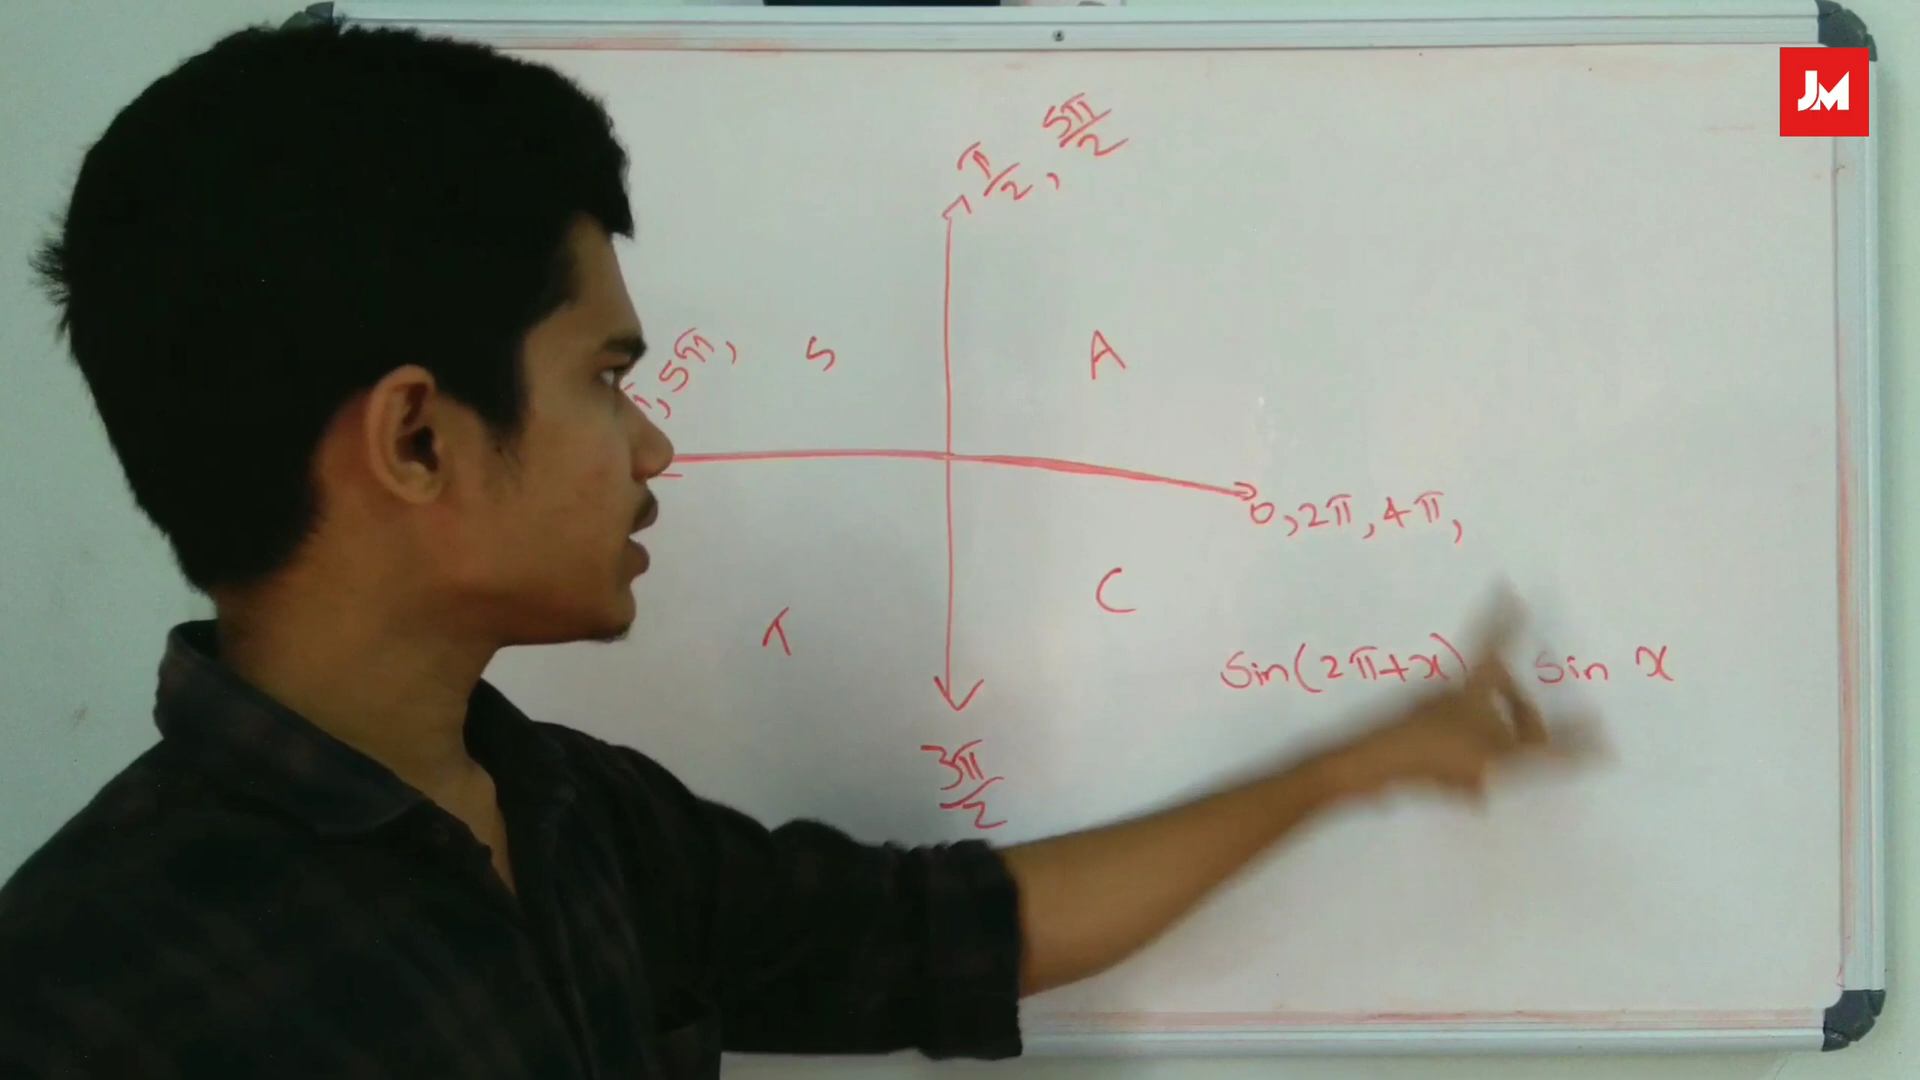 JM
π/2, 5π/2
5π,
S
A
0, 2π, 4π,
C
T
sin(2π+x) sin x
3π/2